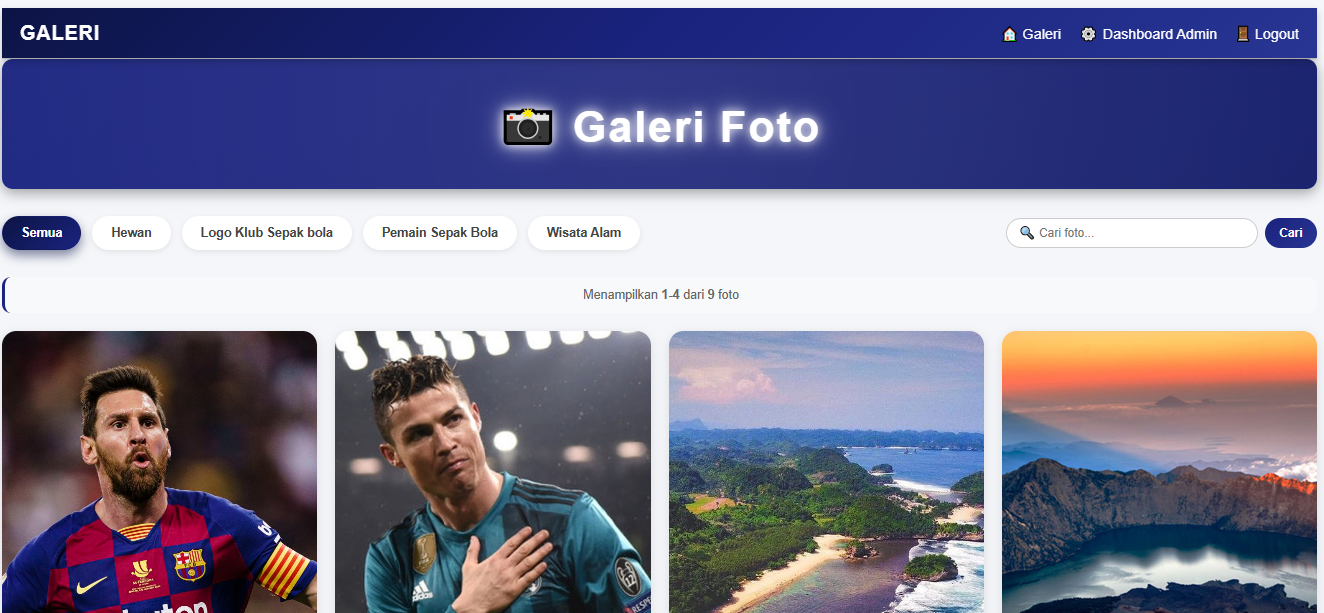 GALERI
Galeri
Dashboard Admin
Logout
Galeri Foto
Semua
Hewan
Logo Klub Sepak bola
Pemain Sepak Bola
Wisata Alam
Cari foto...
Cari
Menampilkan 1-4 dari 9 foto